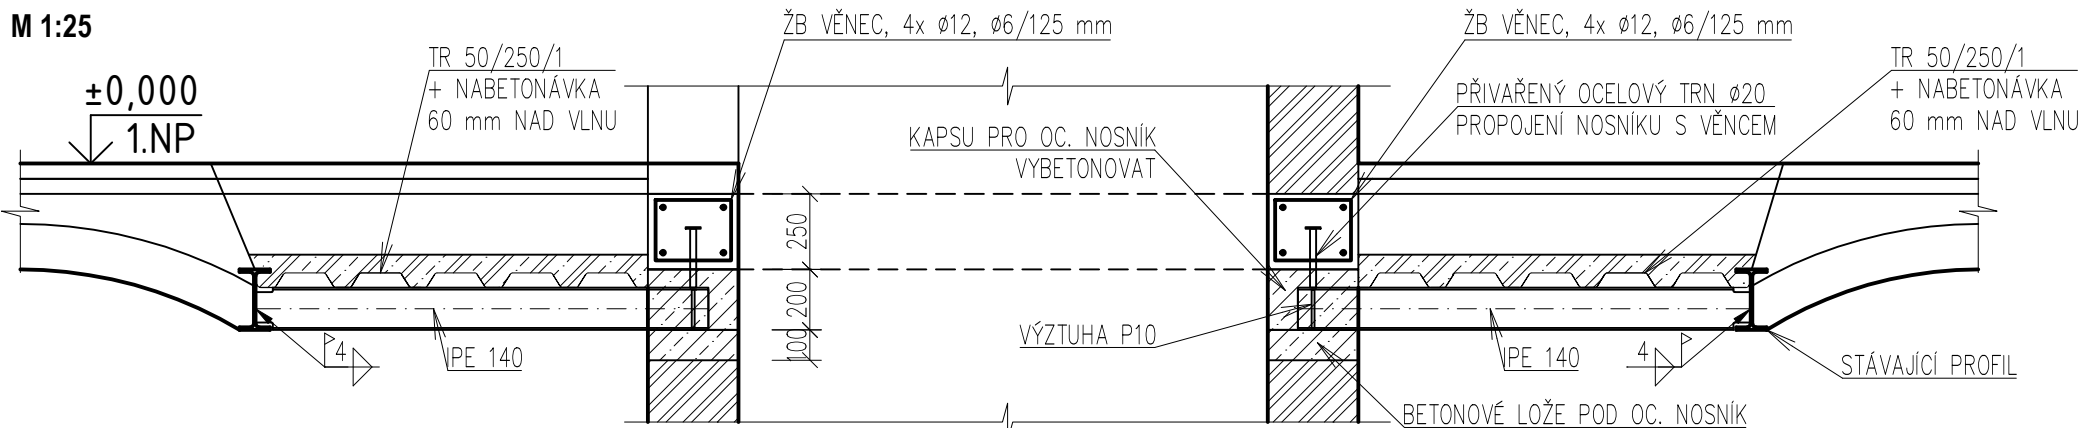 M 1:25
±0,000
1.NP
TR 50/250/1
+ NABETONÁVKA
60 mm NAD VLNU
ŽB VĚNEC, 4x ø12, ø6/125 mm
ŽB VĚNEC, 4x ø12, ø6/125 mm
TR 50/250/1
+ NABETONÁVKA
60 mm NAD VLNU
PŘIVAŘENÝ OCELOVÝ TRN ø20
PROPOJENÍ NOSNÍKU S VĚNCEM
KAPSU PRO OC. NOSNÍK
VYBETONOVAT
250
200
100
VÝZTUHA P10
4
IPE 140
4
IPE 140
STÁVAJÍCÍ PROFIL
BETONOVÉ LOŽE POD OC. NOSNÍK